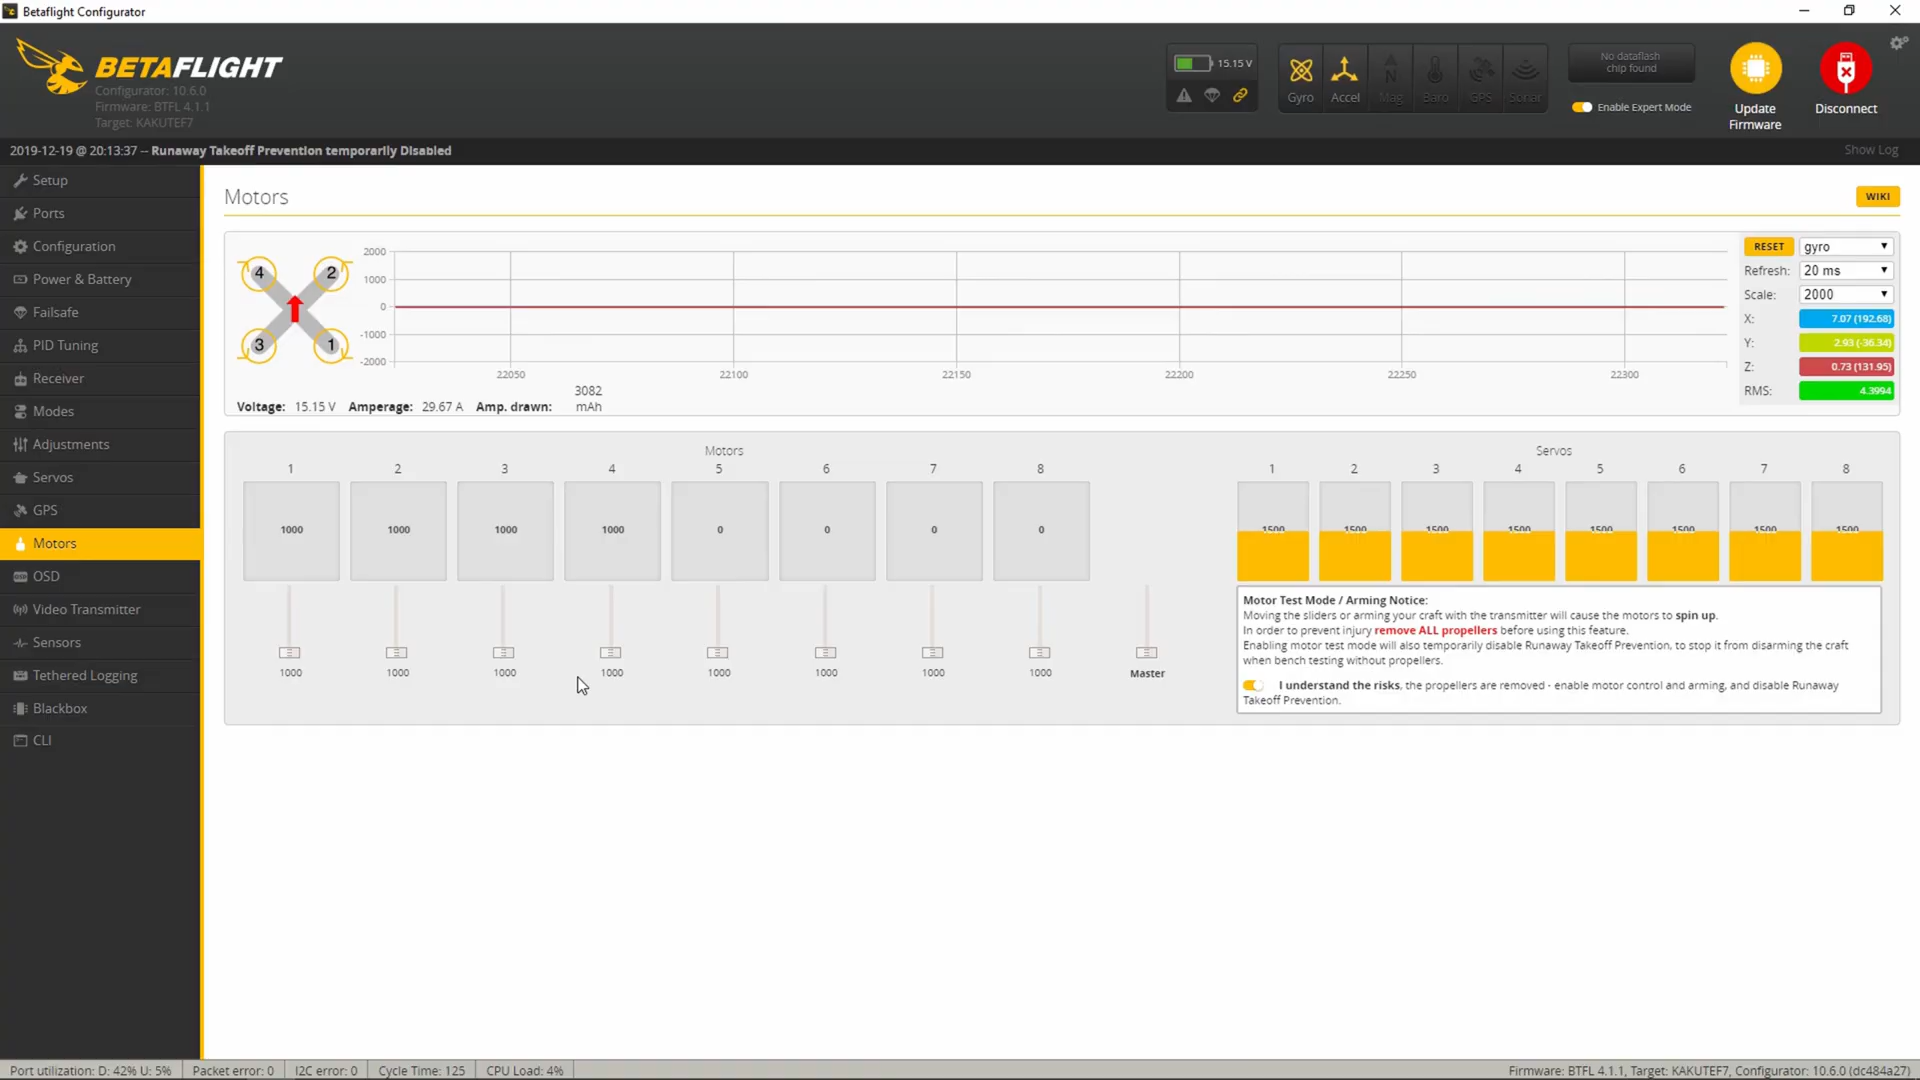 Betaflight Configurator
BETAFLIGHT
Configurator: 10.6.0
Firmware: BTFL 4.1.1
Target: KAKUTEF7
15.15 V
Gyro Accel Mag Baro GPS Sonar
No dataflash
chip found
Enable Expert Mode
Update
Firmware
Disconnect
2019-12-19 @ 20:13:37 -- Runaway Takeoff Prevention temporarily Disabled
Show Log
Setup
Ports
Configuration
Power & Battery
Failsafe
PID Tuning
Receiver
Modes
Adjustments
Servos
GPS
Motors
OSD
Video Transmitter
Sensors
Tethered Logging
Blackbox
CLI
Motors
WIKI
4 2
3 1
2000
1000
0
-1000
-2000
22050 22100 22150 22200 22250 22300
RESET gyro
Refresh: 20 ms
Scale: 2000
X: 7.07 (192.68)
Y: 2.93 (-36.34)
Z: 0.73 (131.95)
RMS: 4.3994
Voltage: 15.15 V Amperage: 29.67 A Amp. drawn: 3082 mAh
Motors
1 2 3 4 5 6 7 8
1000 1000 1000 1000 0 0 0 0
1000 1000 1000 1000 1000 1000 1000 1000 Master
Servos
1 2 3 4 5 6 7 8
1500 1500 1500 1500 1500 1500 1500 1500
Motor Test Mode / Arming Notice:
Moving the sliders or arming your craft with the transmitter will cause the motors to spin up.
In order to prevent injury remove ALL propellers before using this feature.
Enabling motor test mode will also temporarily disable Runaway Takeoff Prevention, to stop it from disarming the craft
when bench testing without propellers.
I understand the risks, the propellers are removed - enable motor control and arming, and disable Runaway
Takeoff Prevention.
Port utilization: D: 42% U: 5% Packet error: 0 I2C error: 0 Cycle Time: 125 CPU Load: 4% Firmware: BTFL 4.1.1, Target: KAKUTEF7, Configurator: 10.6.0 (dc484a27)